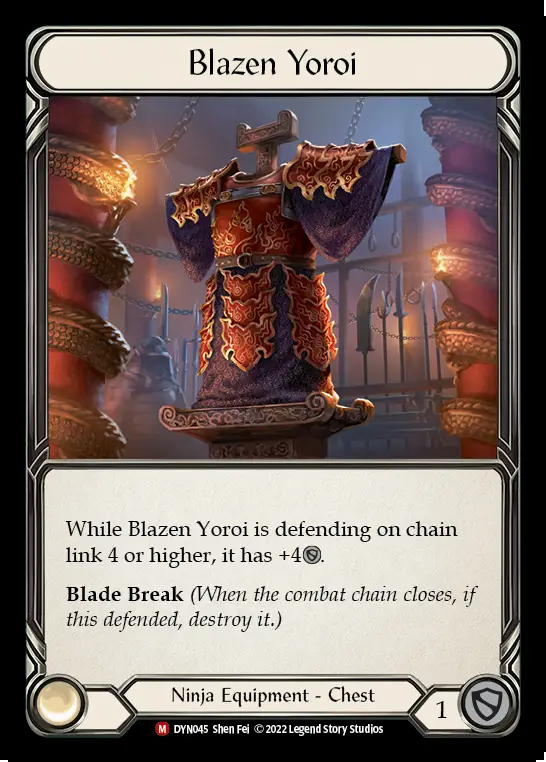 Blazen Yoroi
While Blazen Yoroi is defending on chain
link 4 or higher, it has +4.
Blade Break (When the combat chain closes, if
this defended, destroy it.)
Ninja Equipment - Chest
1
M DYN045 Shen Fei © 2022 Legend Story Studios